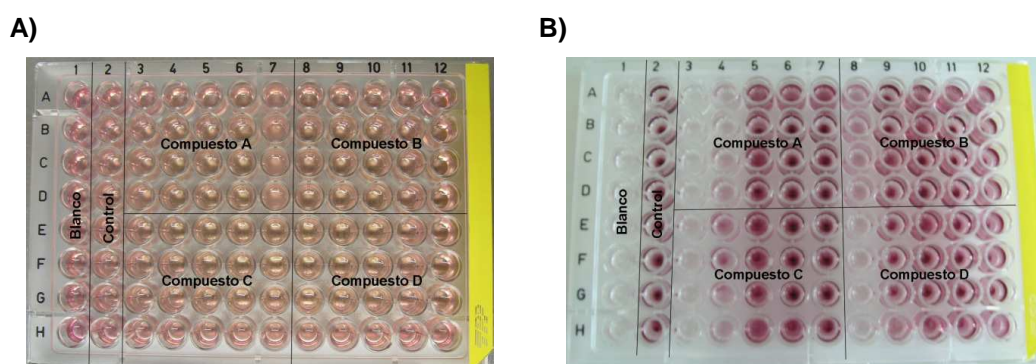 A)
B)
1 2 3 4 5 6 7 8 9 10 11 12
A
B
C
D
E
F
G
H
Blanco
Control
Compuesto A
Compuesto B
Compuesto C
Compuesto D
1 2 3 4 5 6 7 8 9 10 11 12
A
B
C
D
E
F
G
H
Blanco
Control
Compuesto A
Compuesto B
Compuesto C
Compuesto D